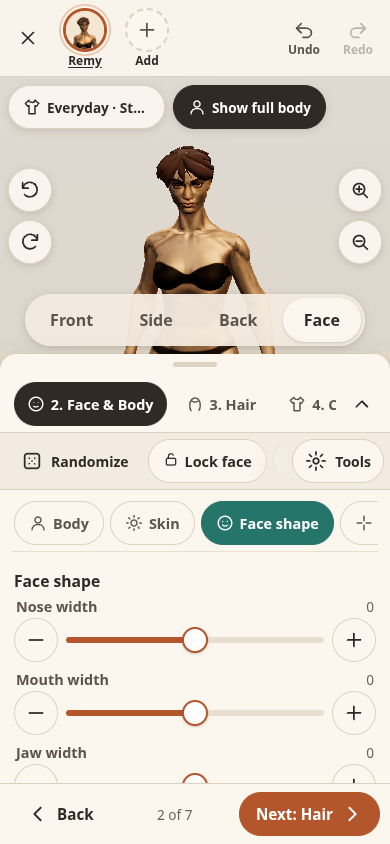 Remy
Add
Undo
Redo
Everyday · St...
Show full body
Front
Side
Back
Face
2. Face & Body
3. Hair
4. C
Randomize
Lock face
Tools
Body
Skin
Face shape
Face shape
Nose width 0
Mouth width 0
Jaw width 0
Back
2 of 7
Next: Hair